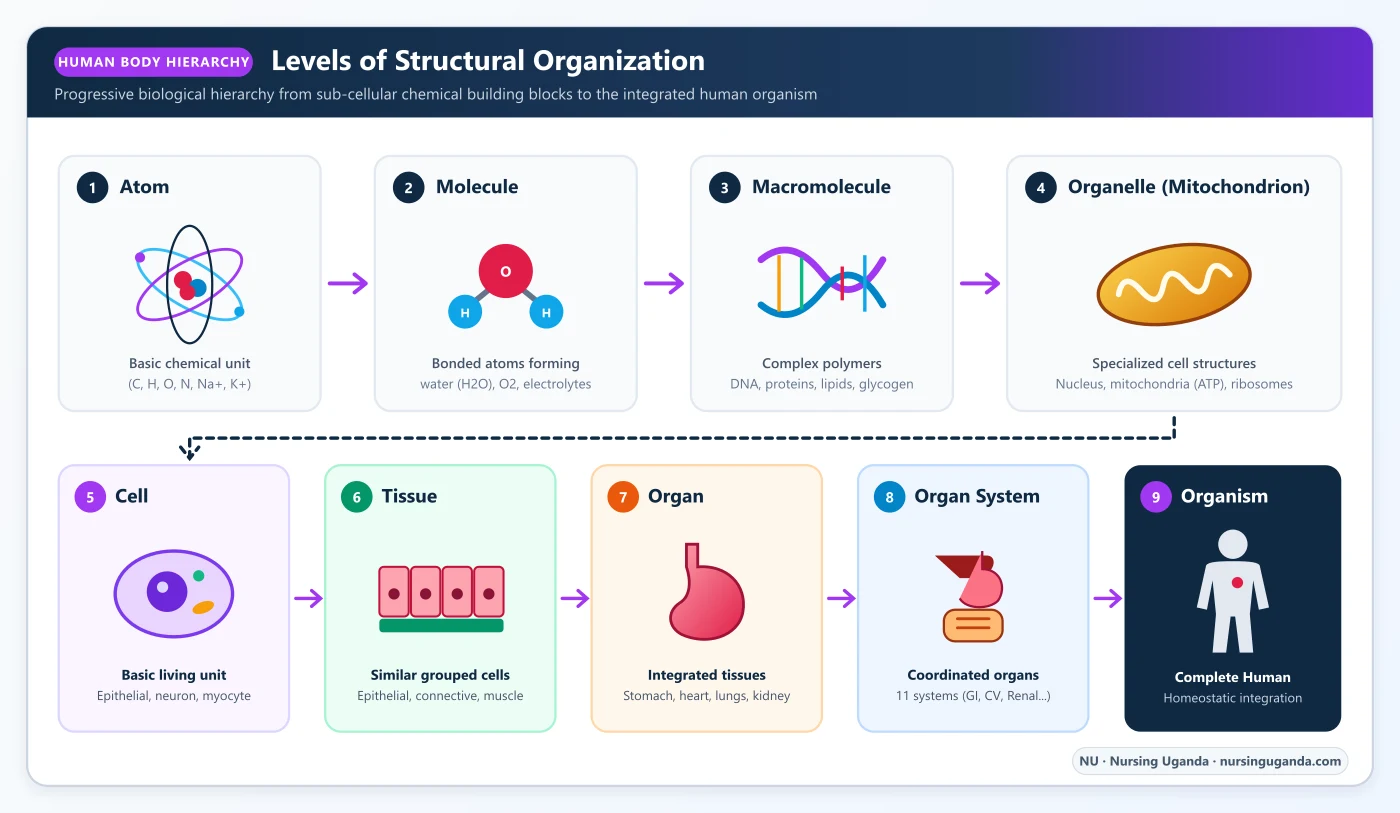 HUMAN BODY HIERARCHY
Levels of Structural Organization
Progressive biological hierarchy from sub-cellular chemical building blocks to the integrated human organism
1 Atom
Basic chemical unit
(C, H, O, N, Na+, K+)
2 Molecule
O
H H
Bonded atoms forming
water (H2O), O2, electrolytes
3 Macromolecule
Complex polymers
DNA, proteins, lipids, glycogen
4 Organelle (Mitochondrion)
Specialized cell structures
Nucleus, mitochondria (ATP), ribosomes
5 Cell
Basic living unit
Epithelial, neuron, myocyte
6 Tissue
Similar grouped cells
Epithelial, connective, muscle
7 Organ
Integrated tissues
Stomach, heart, lungs, kidney
8 Organ System
Coordinated organs
11 systems (GI, CV, Renal...)
9 Organism
Complete Human
Homeostatic integration
NU · Nursing Uganda · nursinguganda.com